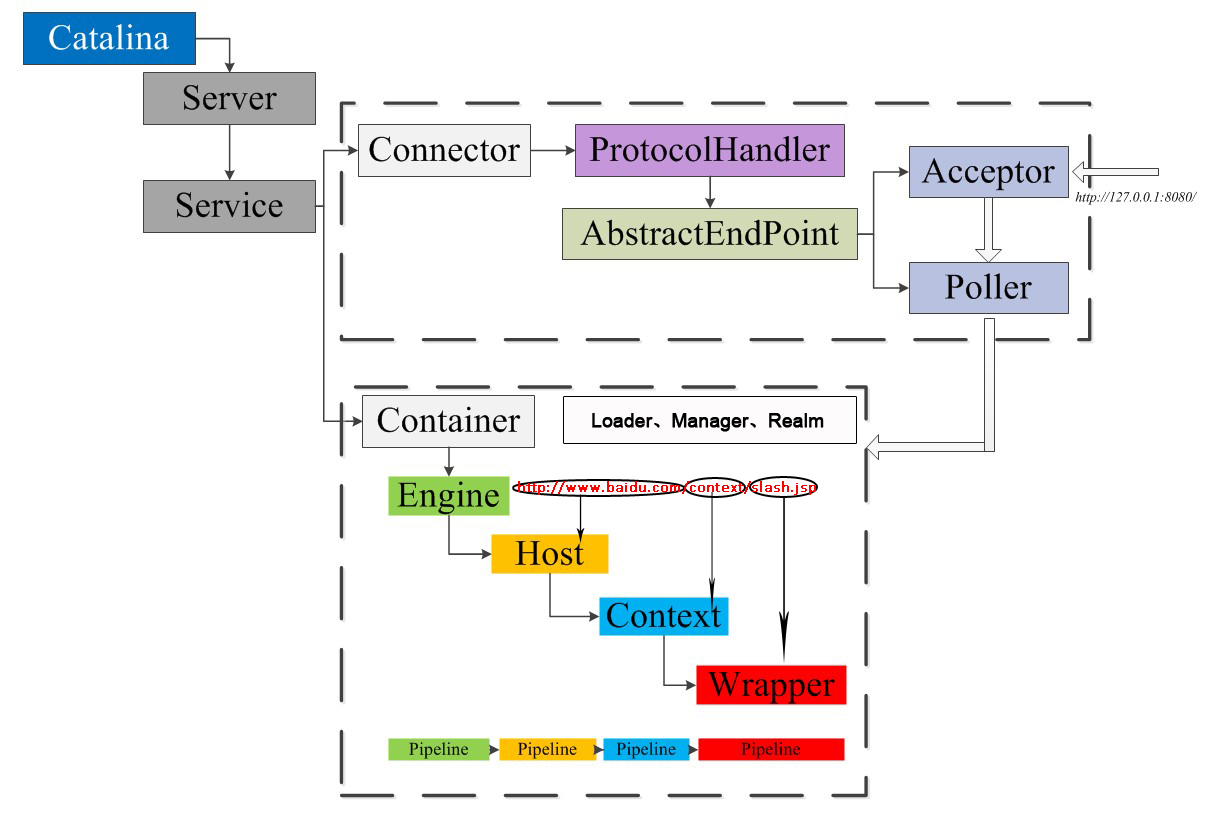 Catalina
Server
Service
Connector
ProtocolHandler
AbstractEndPoint
Acceptor
http://127.0.0.1:8080/
Poller
Container
Loader、Manager、Realm
Engine
http://www.baidu.com/context/slash.jsp
Host
Context
Wrapper
Pipeline
Pipeline
Pipeline
Pipeline